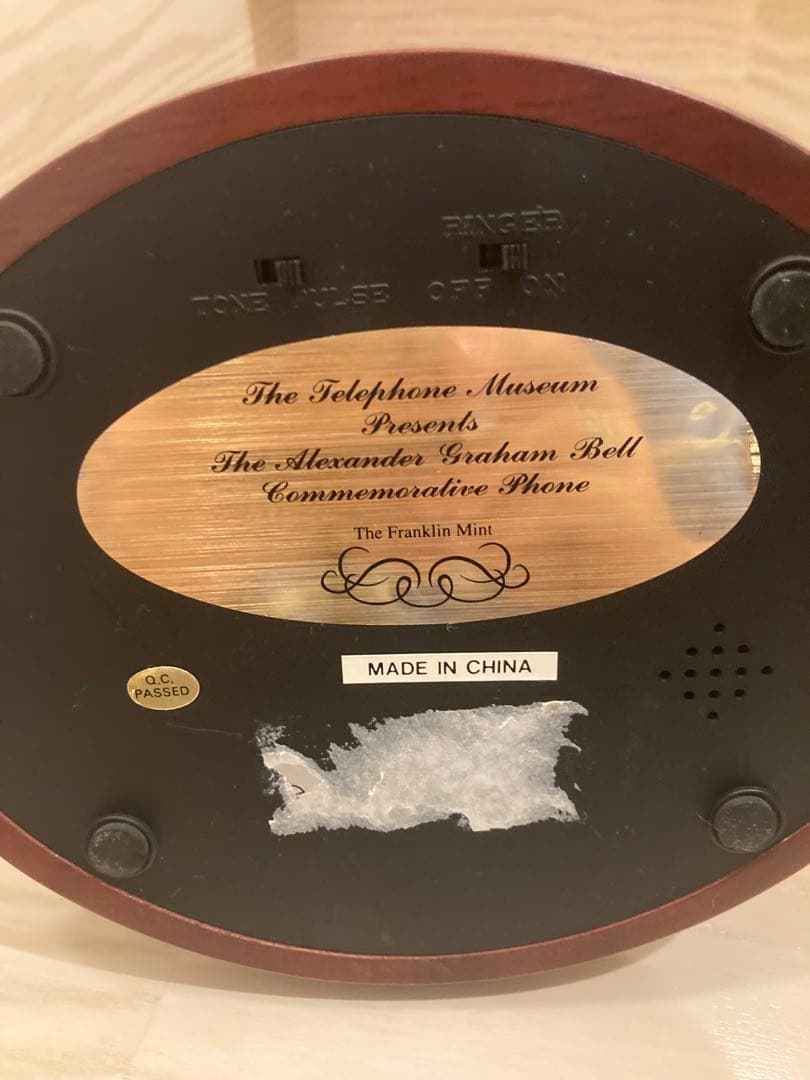 RINGER
TONE PULSE OFF ON
The Telephone Museum
Presents
The Alexander Graham Bell
Commemorative Phone
The Franklin Mint
MADE IN CHINA
Q.C.
PASSED